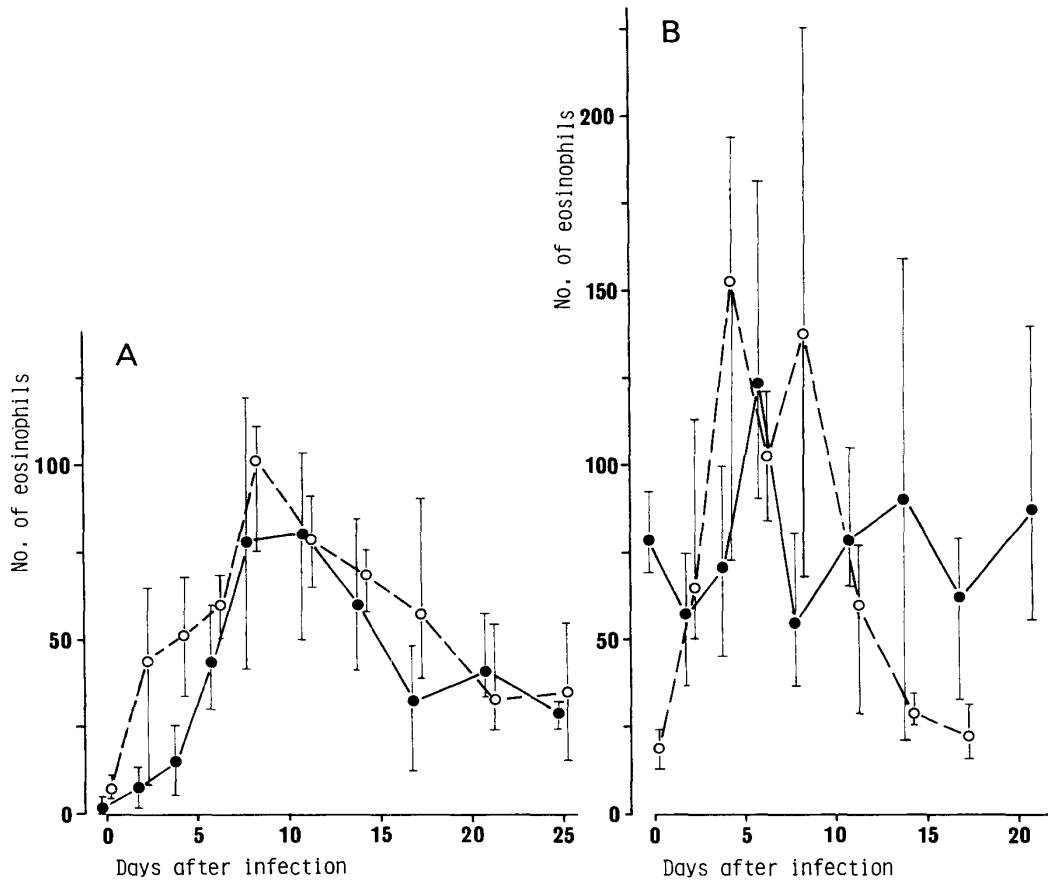 A
No. of eosinophils
100
50
0
0 5 10 15 20 25
Days after infection
B
No. of eosinophils
200
150
100
50
0
0 5 10 15 20
Days after infection